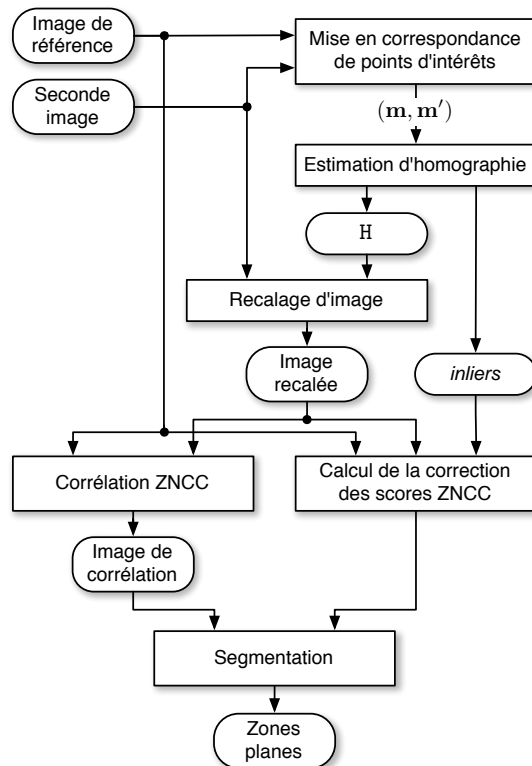 Image de
référence
Mise en correspondance
de points d'intérêts
Seconde
image
(m, m′)
Estimation d'homographie
H
Recalage d'image
Image
recalée
inliers
Corrélation ZNCC
Calcul de la correction
des scores ZNCC
Image de
corrélation
Segmentation
Zones
planes